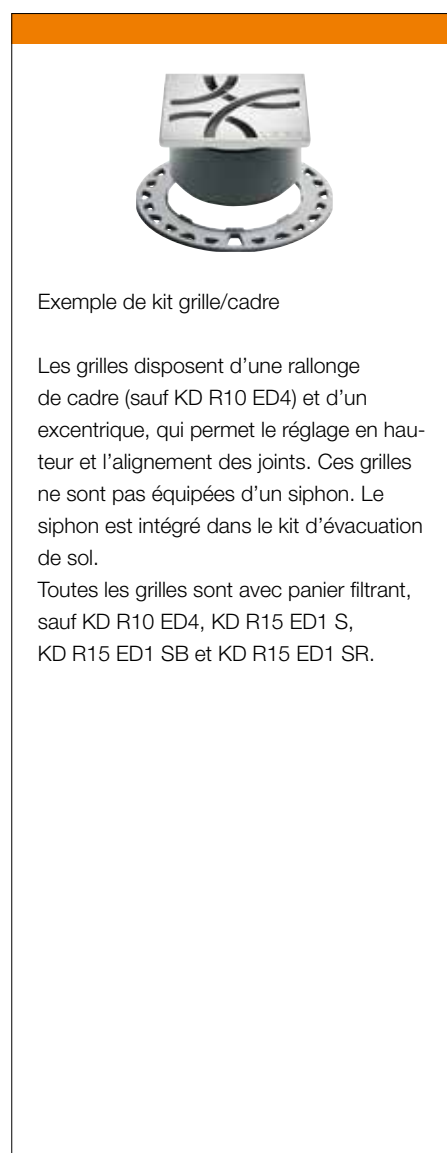 Exemple de kit grille/cadre
Les grilles disposent d'une rallonge
de cadre (sauf KD R10 ED4) et d'un
excentrique, qui permet le réglage en hau-
teur et l'alignement des joints. Ces grilles
ne sont pas équipées d'un siphon. Le
siphon est intégré dans le kit d'évacuation
de sol.
Toutes les grilles sont avec panier filtrant,
sauf KD R10 ED4, KD R15 ED1 S,
KD R15 ED1 SB et KD R15 ED1 SR.